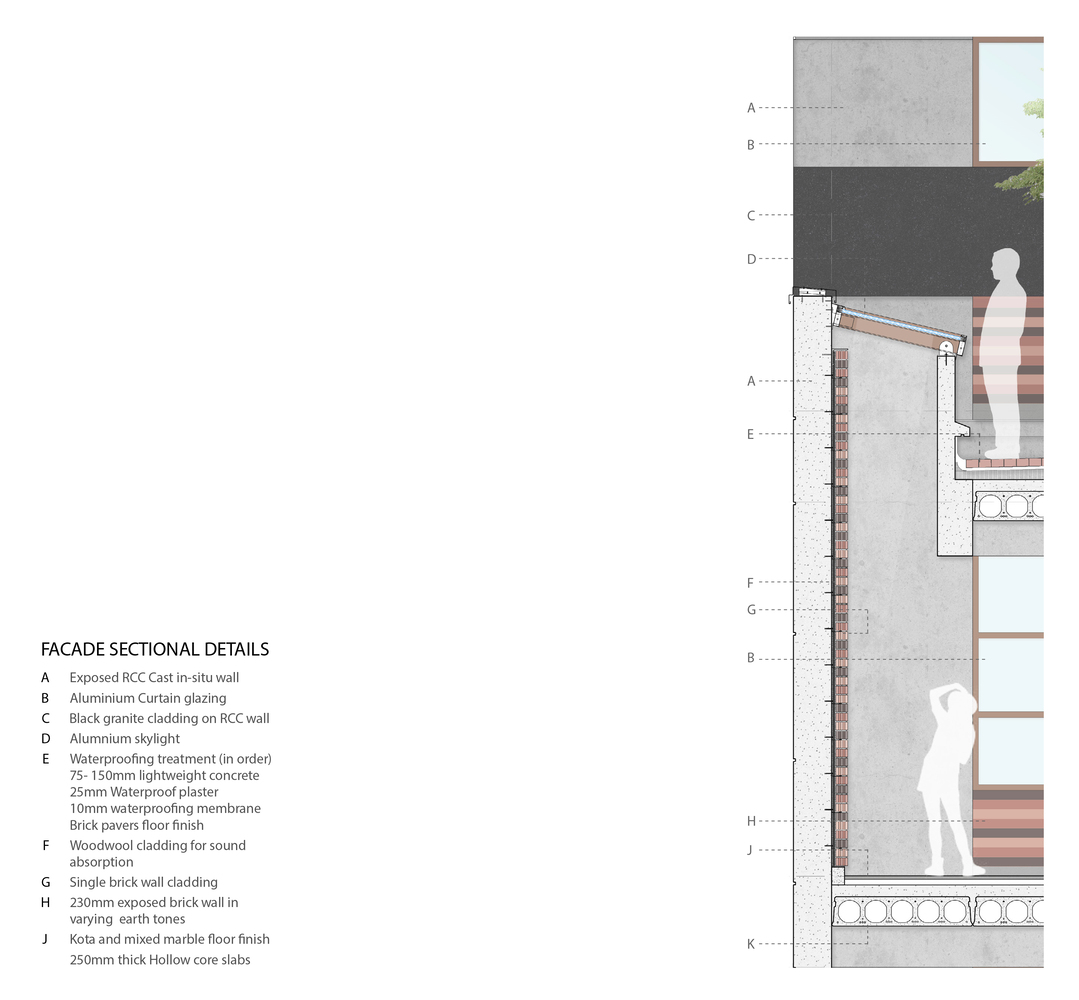 A
B
C
D
A
E
F
G
B
H
J
K
FACADE SECTIONAL DETAILS
A Exposed RCC Cast in-situ wall
B Aluminium Curtain glazing
C Black granite cladding on RCC wall
D Alumnium skylight
E Waterproofing treatment (in order)
75- 150mm lightweight concrete
25mm Waterproof plaster
10mm waterproofing membrane
Brick pavers floor finish
F Woodwool cladding for sound
absorption
G Single brick wall cladding
H 230mm exposed brick wall in
varying earth tones
J Kota and mixed marble floor finish
250mm thick Hollow core slabs